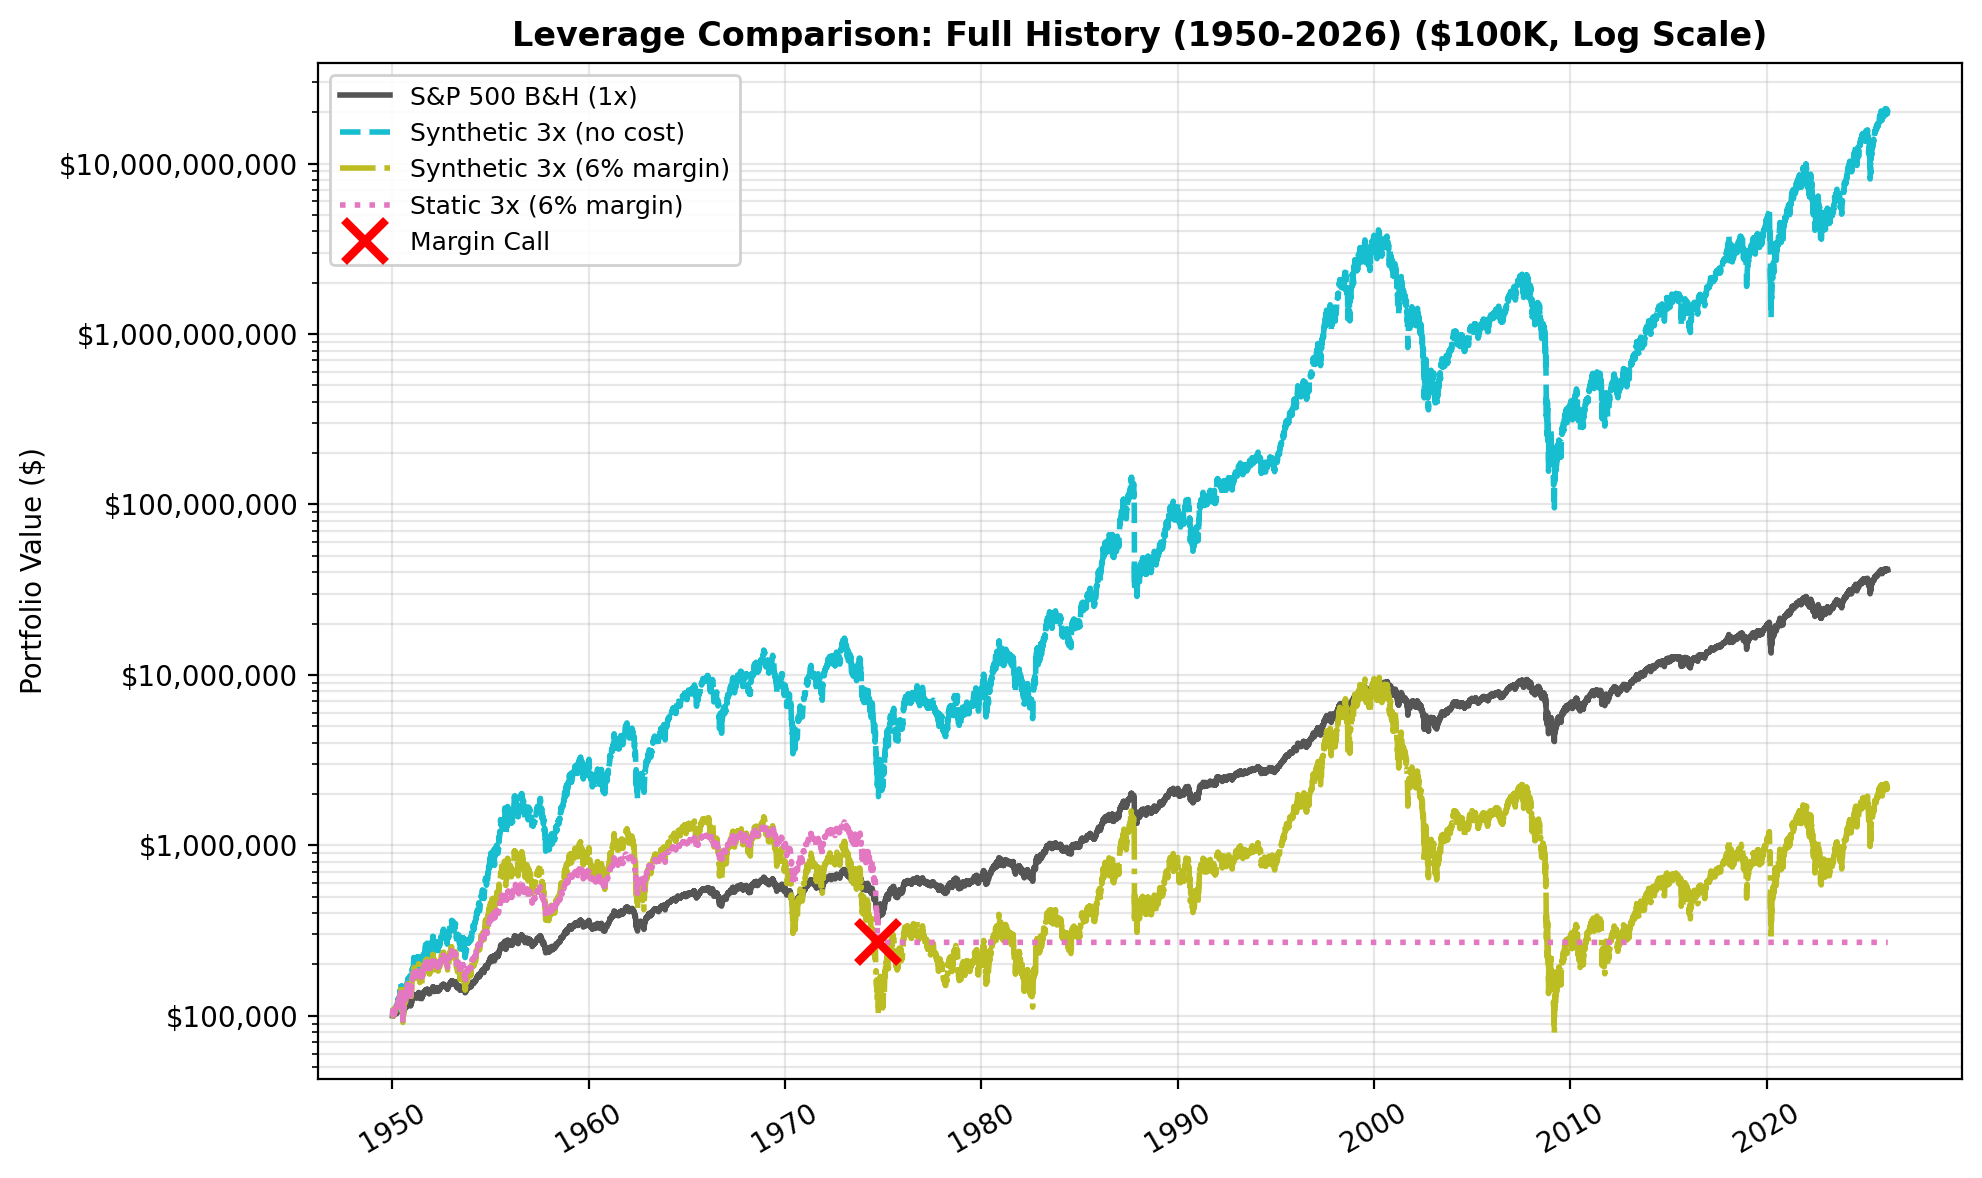 Leverage Comparison: Full History (1950-2026) ($100K, Log Scale)
S&P 500 B&H (1x)
Synthetic 3x (no cost)
Synthetic 3x (6% margin)
Static 3x (6% margin)
Margin Call
Portfolio Value ($)
$10,000,000,000
$1,000,000,000
$100,000,000
$10,000,000
$1,000,000
$100,000
1950
1960
1970
1980
1990
2000
2010
2020